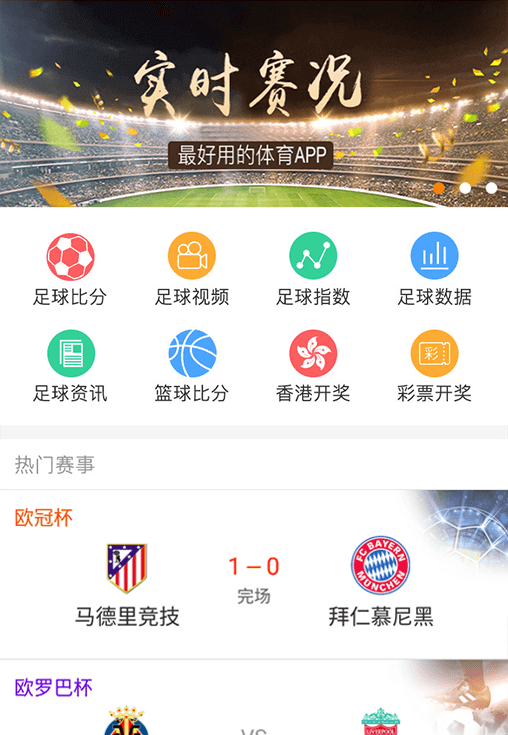 实时赛况
最好用的体育APP
足球比分 足球视频 足球指数 足球数据
彩
足球资讯 篮球比分 香港开奖 彩票开奖
热门赛事
欧冠杯
1－0
FC BAYERN
MÜNCHEN
完场
马德里竞技 拜仁慕尼黑
欧罗巴杯
VS
LIVERPOOL